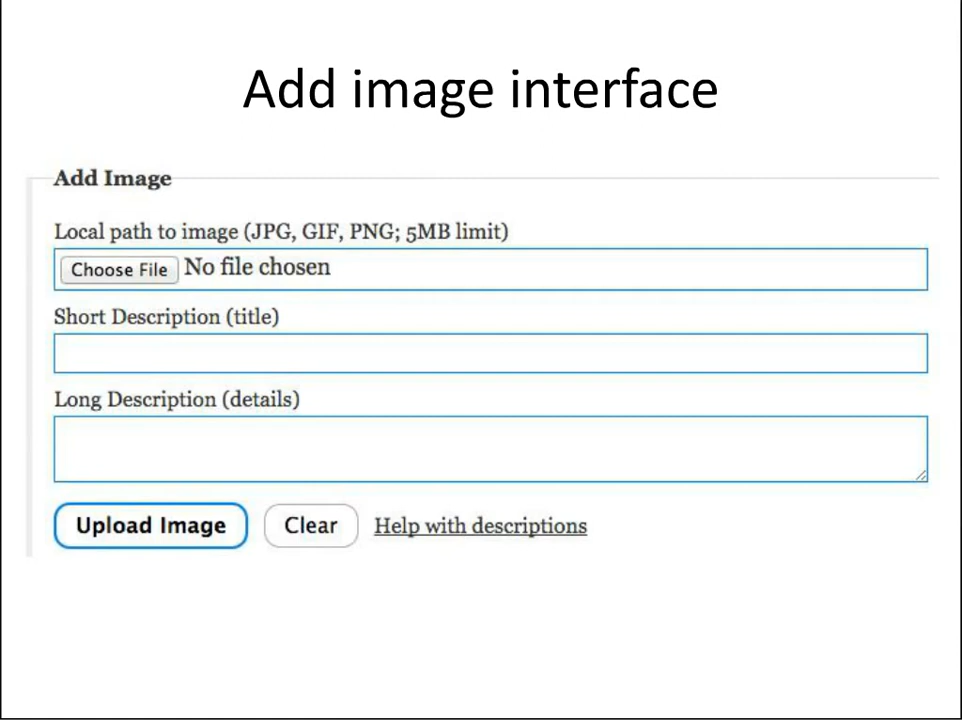 Add image interface
Add Image
Local path to image (JPG, GIF, PNG; 5MB limit)
Choose File No file chosen
Short Description (title)
Long Description (details)
Upload Image Clear Help with descriptions